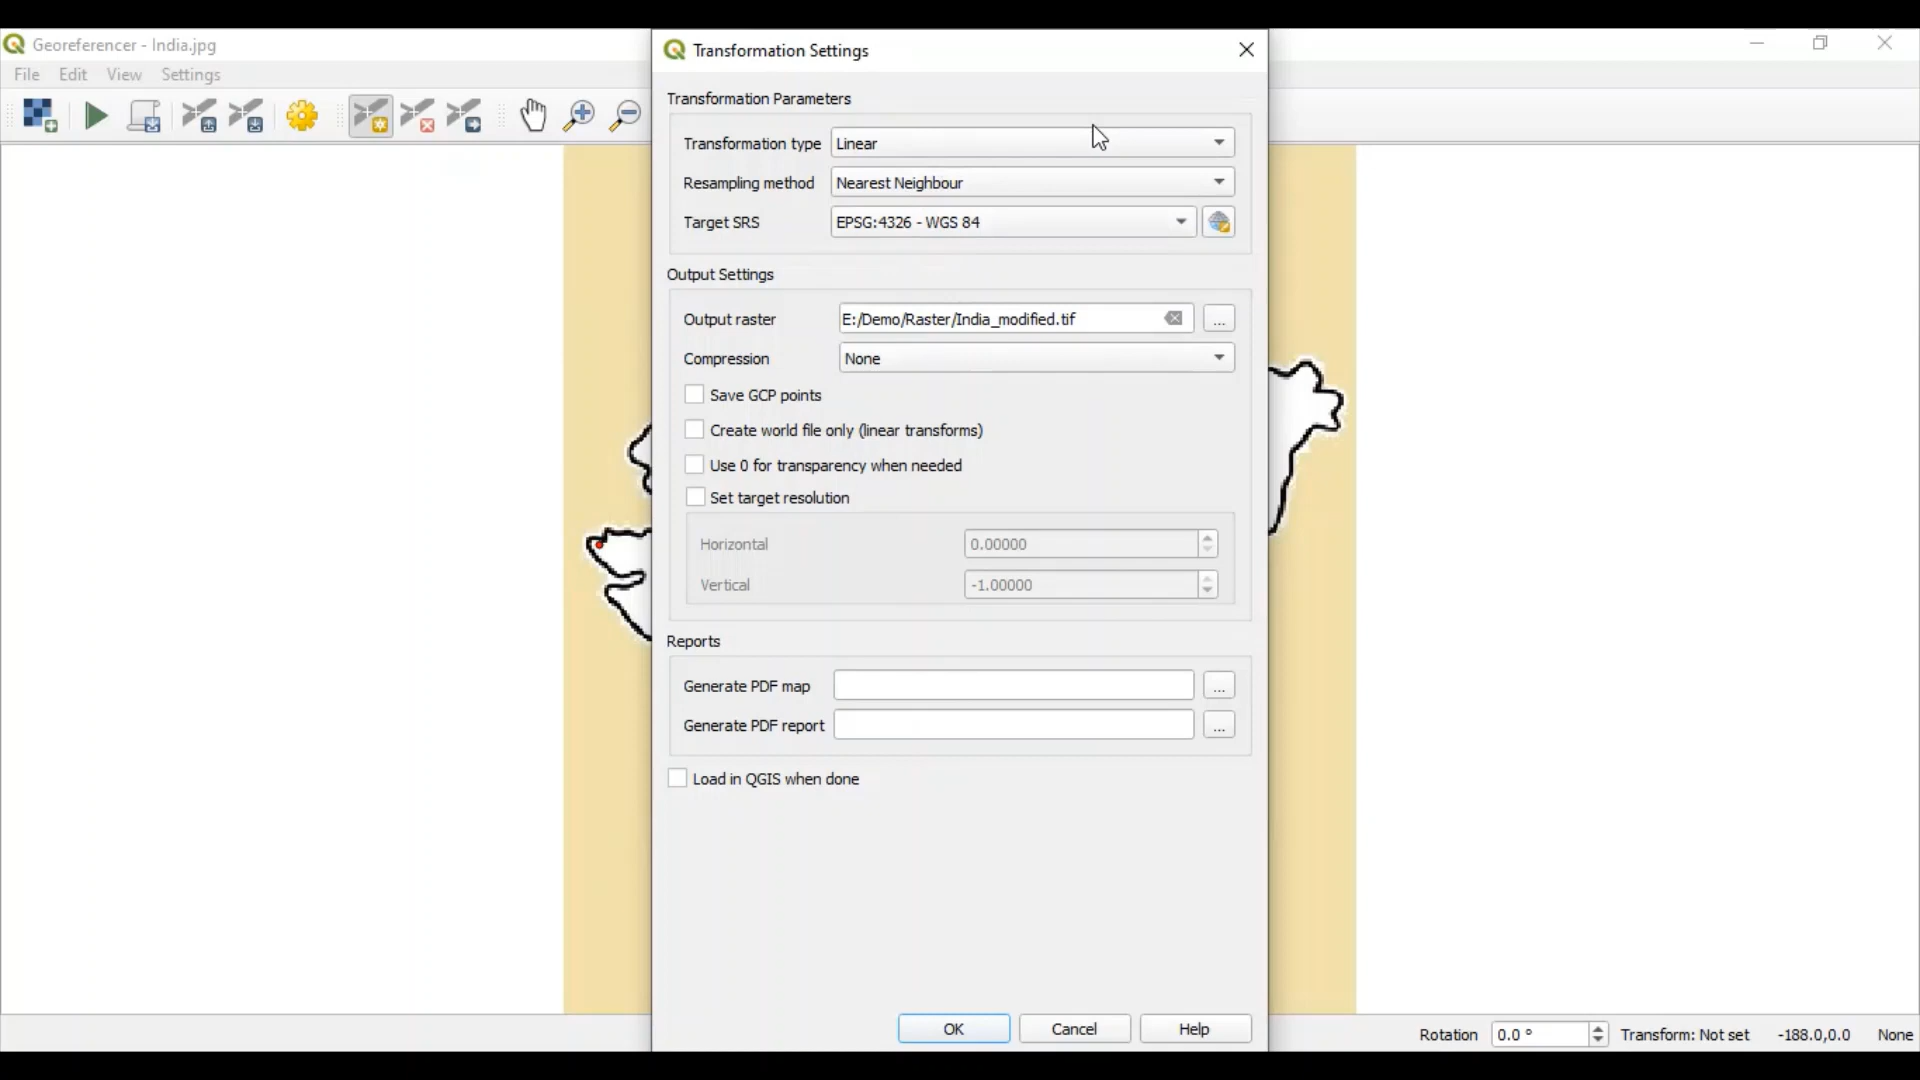 Georeferencer - India.jpg
File Edit View Settings
Transformation Settings
Transformation Parameters
Transformation type Linear
Resampling method Nearest Neighbour
Target SRS EPSG:4326 - WGS 84
Output Settings
Output raster E:/Demo/Raster/India_modified.tif ...
Compression None
Save GCP points
Create world file only (linear transforms)
Use 0 for transparency when needed
Set target resolution
Horizontal 0.00000
Vertical -1.00000
Reports
Generate PDF map ...
Generate PDF report ...
Load in QGIS when done
OK Cancel Help
Rotation 0.0 ° Transform: Not set -188.0,0.0 None